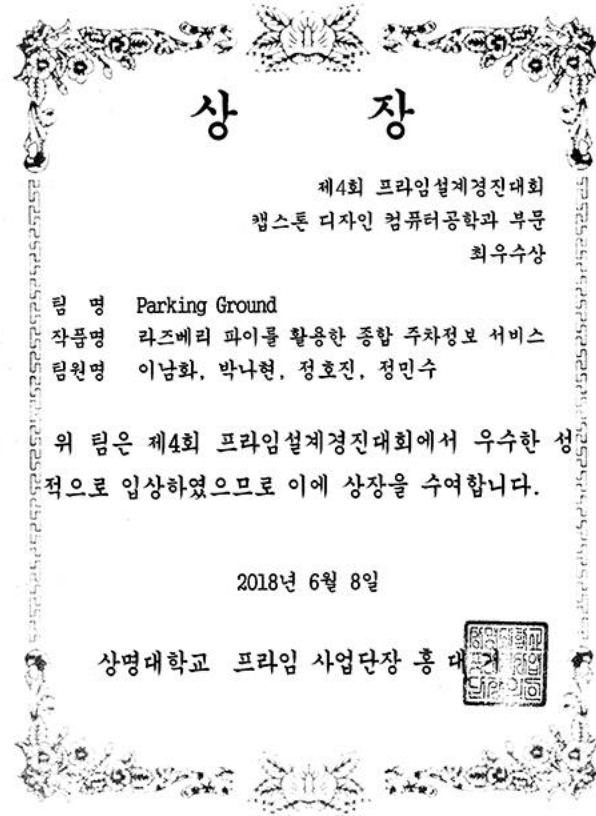 상 장
제4회 프라임설계경진대회
캡스톤 디자인 컴퓨터공학과 부문
최우수상
팀 명 Parking Ground
작품명 라즈베리 파이를 활용한 종합 주차정보 서비스
팀원명 이남화, 박나현, 정호진, 정민수
위 팀은 제4회 프라임설계경진대회에서 우수한 성
적으로 입상하였으므로 이에 상장을 수여합니다.
2018년 6월 8일
상명대학교 프라임 사업단장 홍 대